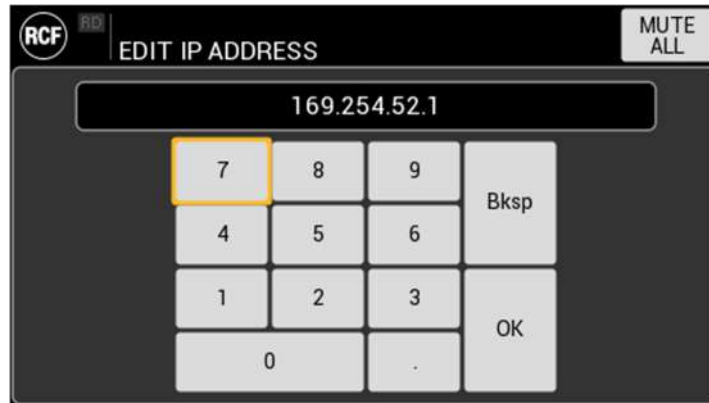 RCF
RD
EDIT IP ADDRESS
MUTE
ALL
169.254.52.1
7 8 9
Bksp
4 5 6
1 2 3
OK
0 .